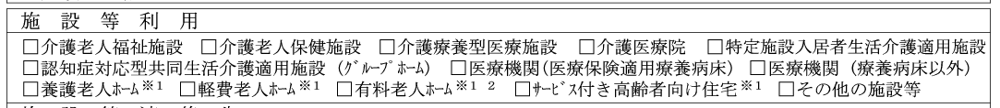 施　設　等　利　用
□介護老人福祉施設　□介護老人保健施設　□介護療養型医療施設　□介護医療院　□特定施設入居者生活介護適用施設
□認知症対応型共同生活介護適用施設（ｸﾞﾙｰﾌﾟﾎｰﾑ）　□医療機関（医療保険適用療養病床）　□医療機関（療養病床以外）
□養護老人ﾎｰﾑ※1　□軽費老人ﾎｰﾑ※1　□有料老人ﾎｰﾑ※1 2　□ｻｰﾋﾞｽ付き高齢者向け住宅※1　□その他の施設等